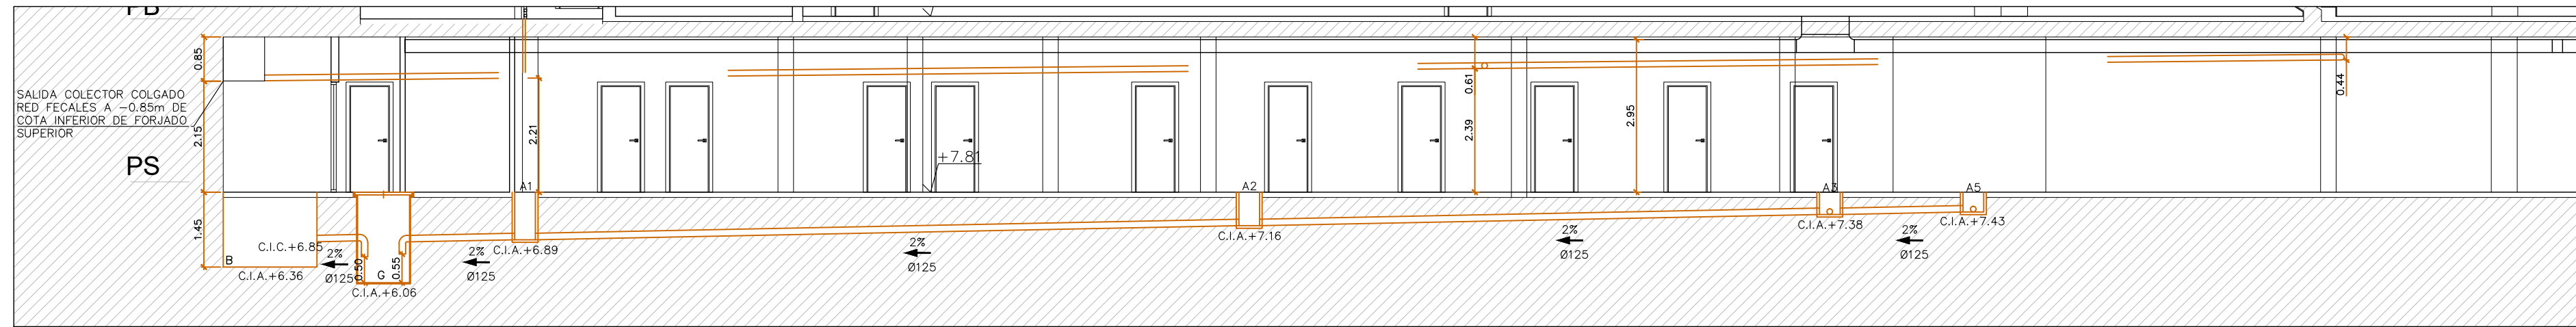 PB
0.85
SALIDA COLECTOR COLGADO
RED FECALES A −0.85m DE
COTA INFERIOR DE FORJADO
SUPERIOR
2.15
PS
1.45
2.21
+7.81
0.61
2.39
2.95
0.44
A1
A2
A3
A5
C.I.C.+6.85
B
C.I.A.+6.36
2%
Ø125
0.50
G
0.55
C.I.A.+6.06
2%
Ø125
C.I.A.+6.89
2%
Ø125
C.I.A.+7.16
2%
Ø125
C.I.A.+7.38
2%
Ø125
C.I.A.+7.43